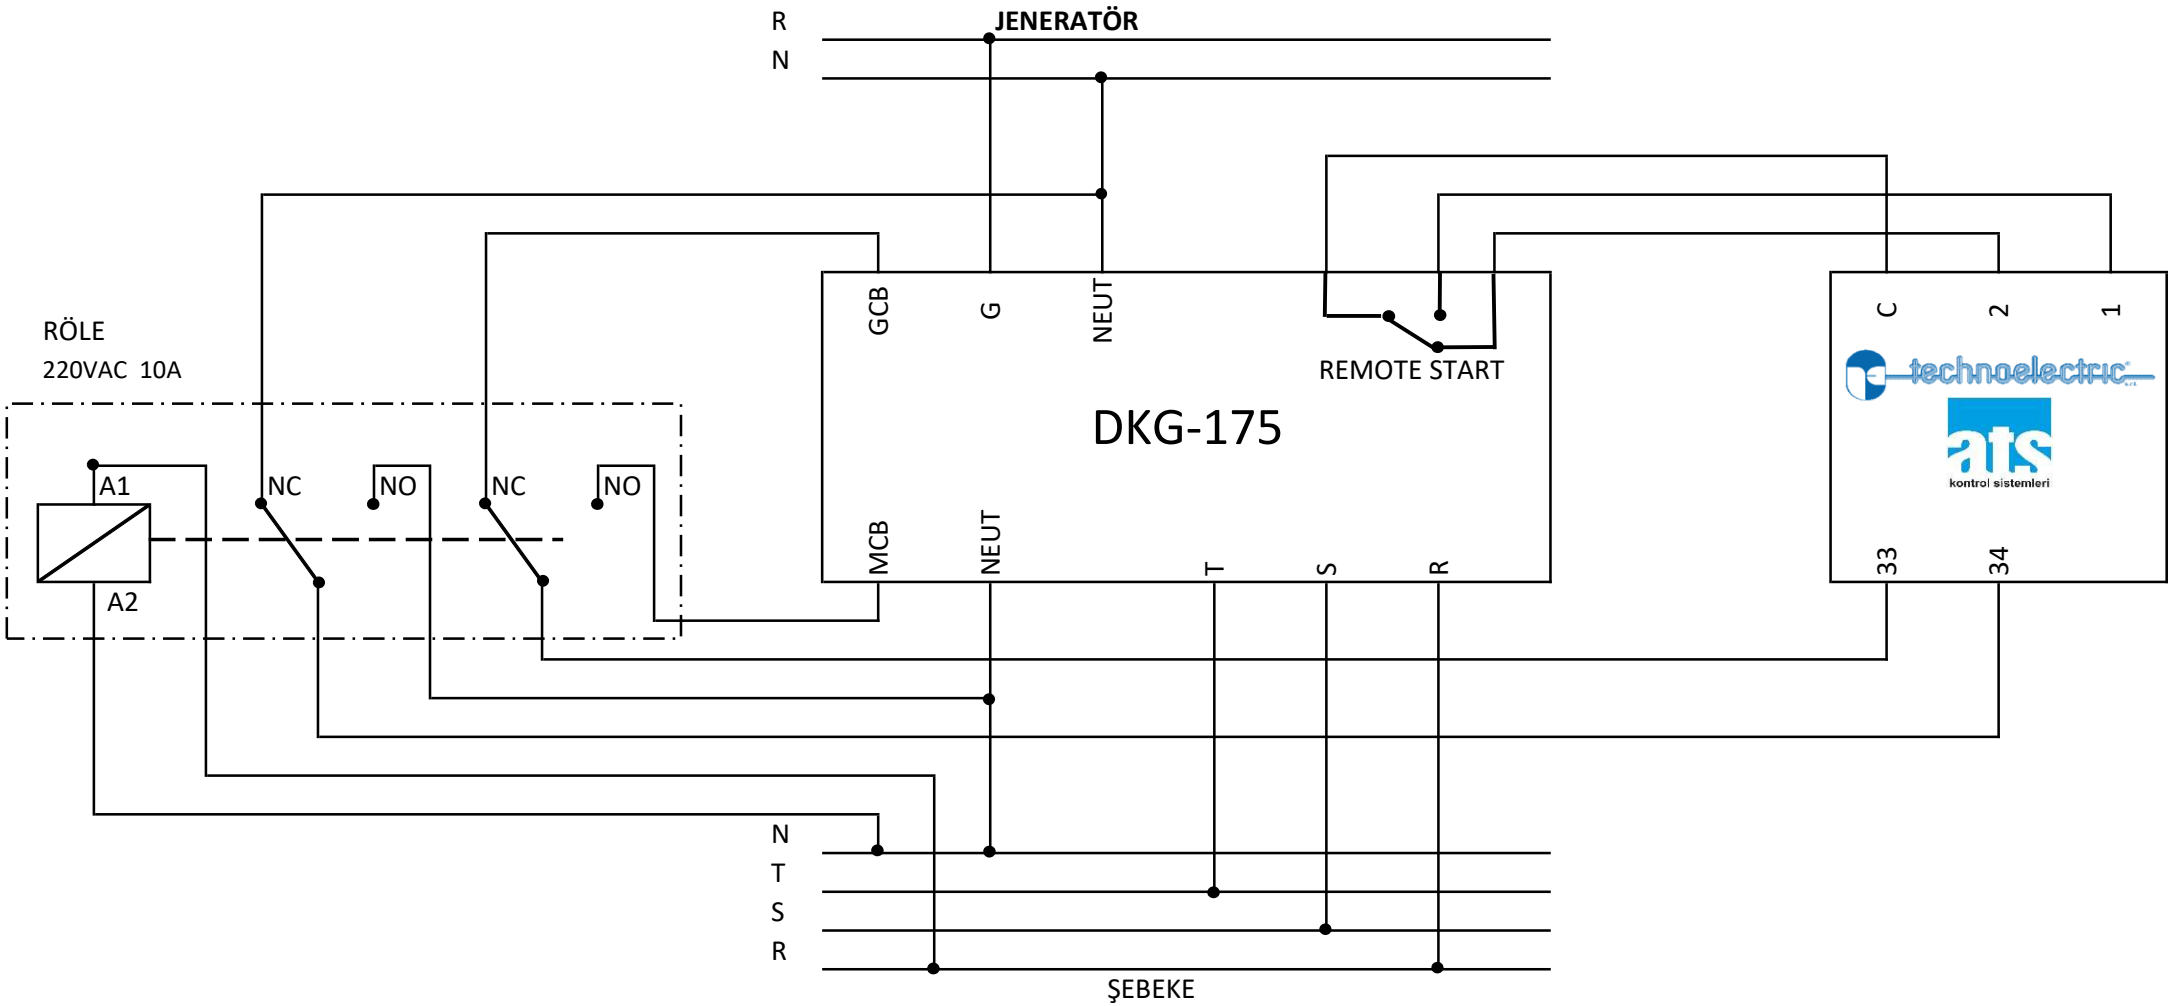 R
JENERATÖR
N
GCB
G
NEUT
C
2
1
RÖLE
220VAC 10A
REMOTE START
technoelectric
DKG-175
ats
kontrol sistemleri
A1
NC
NO
NC
NO
MCB
NEUT
T
S
R
33
34
A2
N
T
S
R
ŞEBEKE